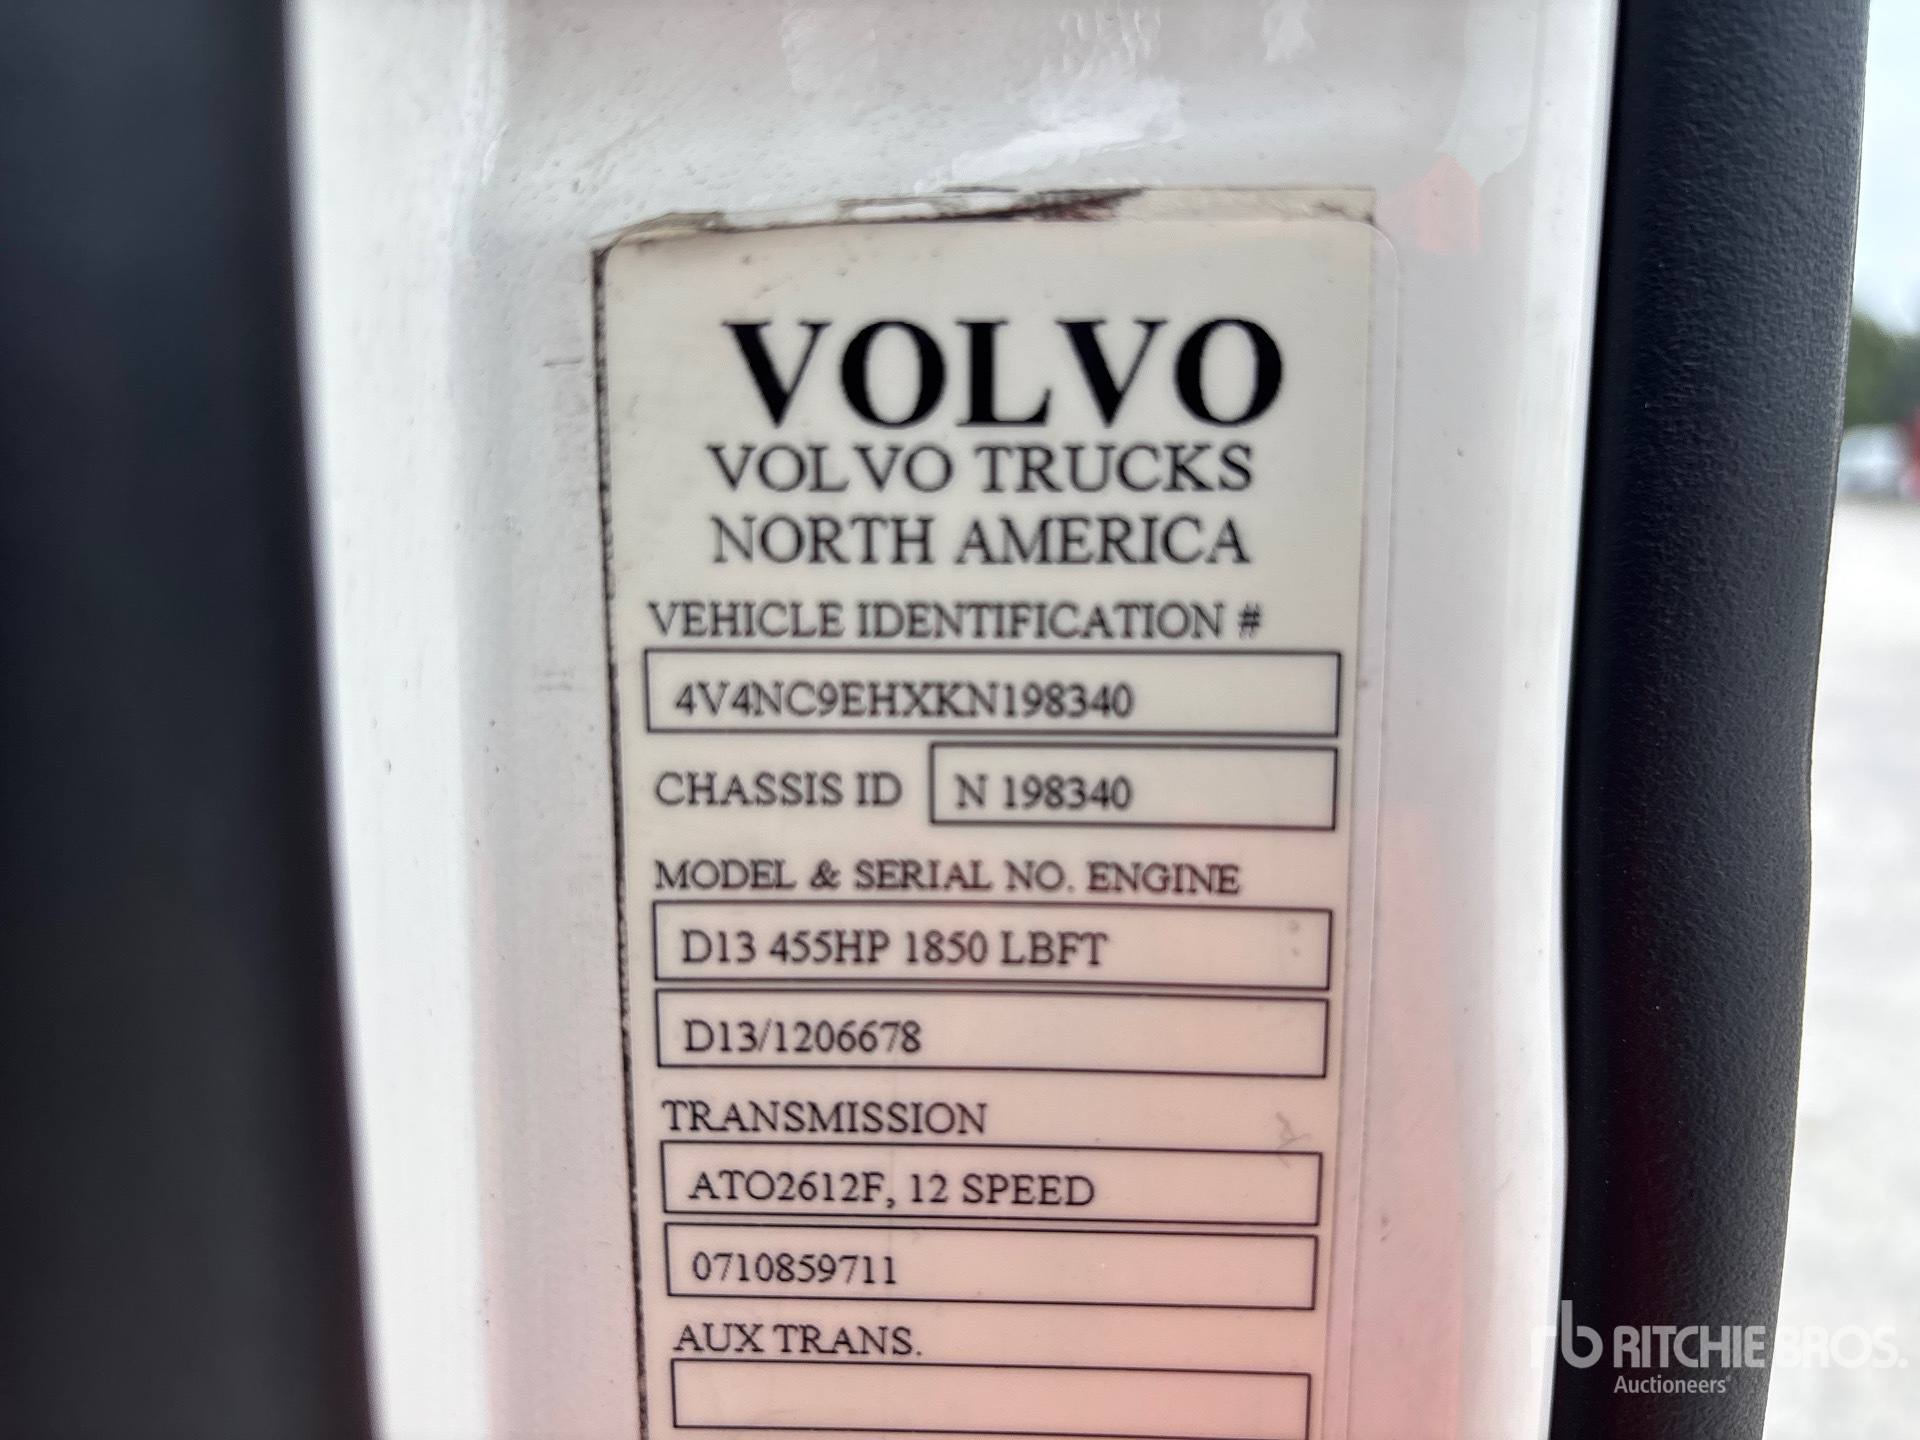 VOLVO
VOLVO TRUCKS
NORTH AMERICA
VEHICLE IDENTIFICATION #
4V4NC9EHXKN198340
CHASSIS ID N 198340
MODEL & SERIAL NO. ENGINE
D13 455HP 1850 LBFT
D13/1206678
TRANSMISSION
ATO2612F, 12 SPEED
0710859711
AUX TRANS.
rb RITCHIE BROS.
Auctioneers